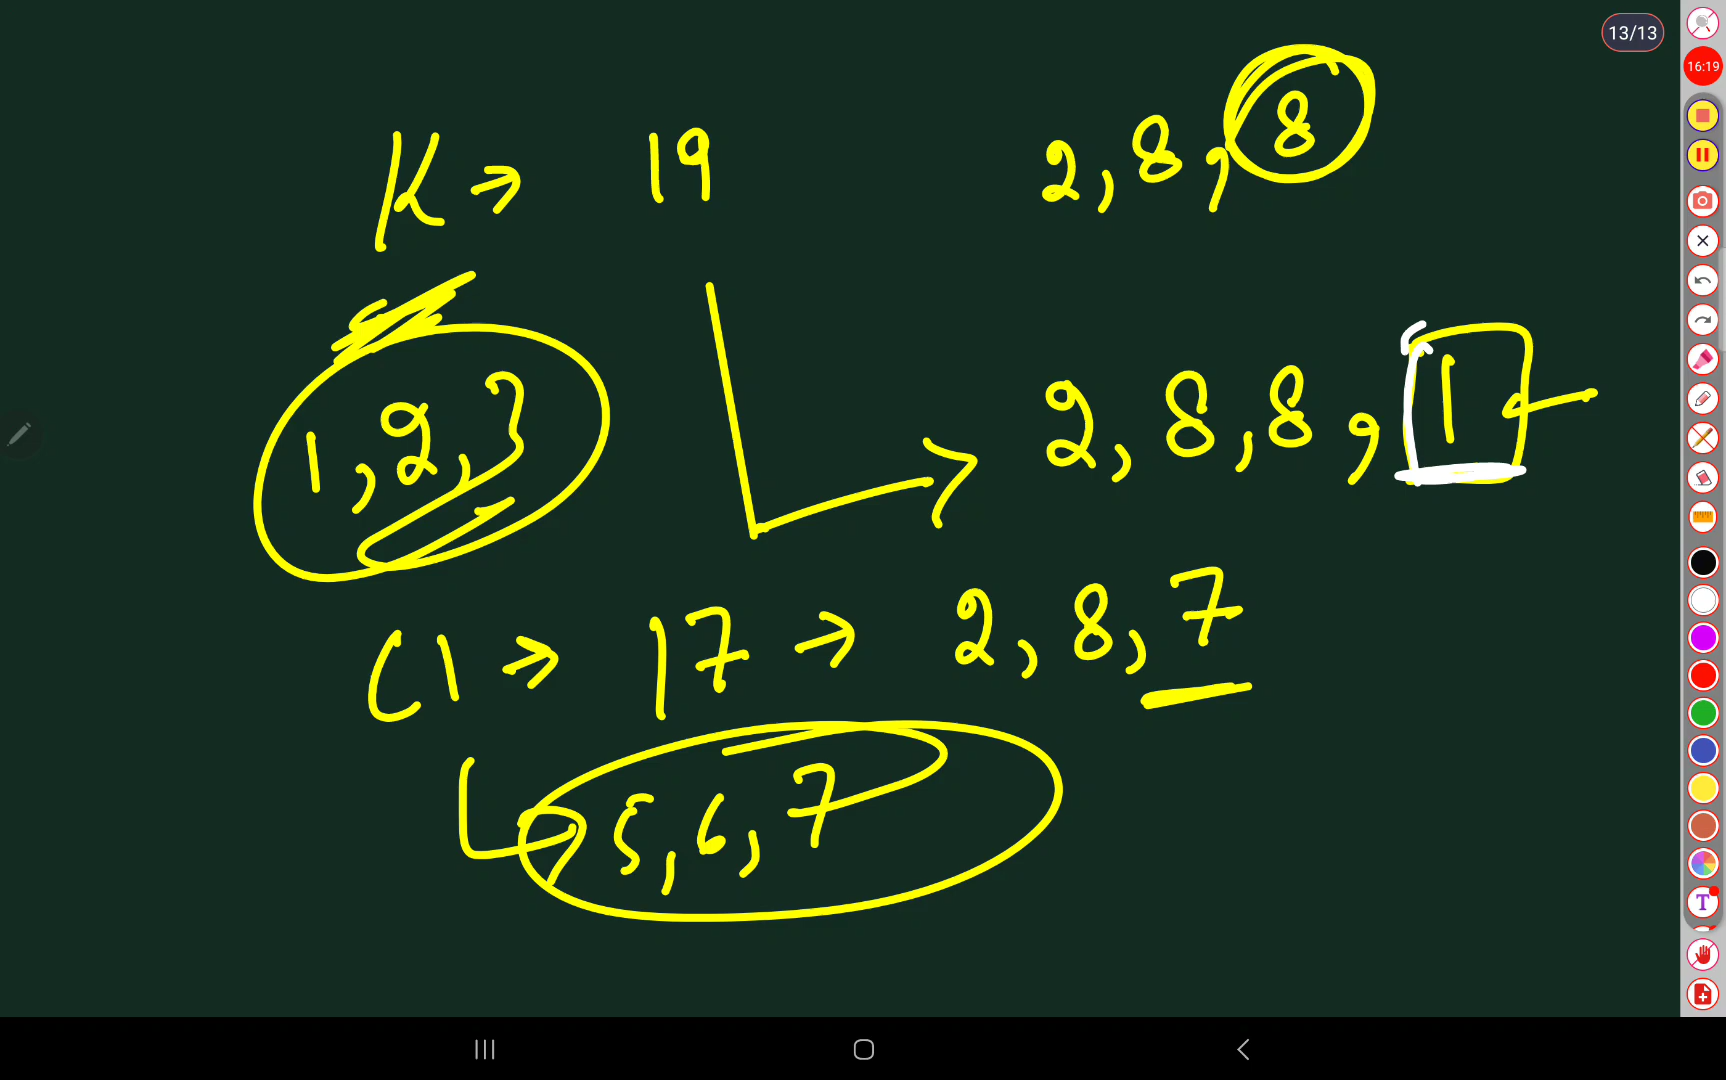 13/13
16:19
K → 19 2, 8, 8
1, 2, 3
2, 8, 8, 1
Cl → 17 → 2, 8, 7
5, 6, 7
T